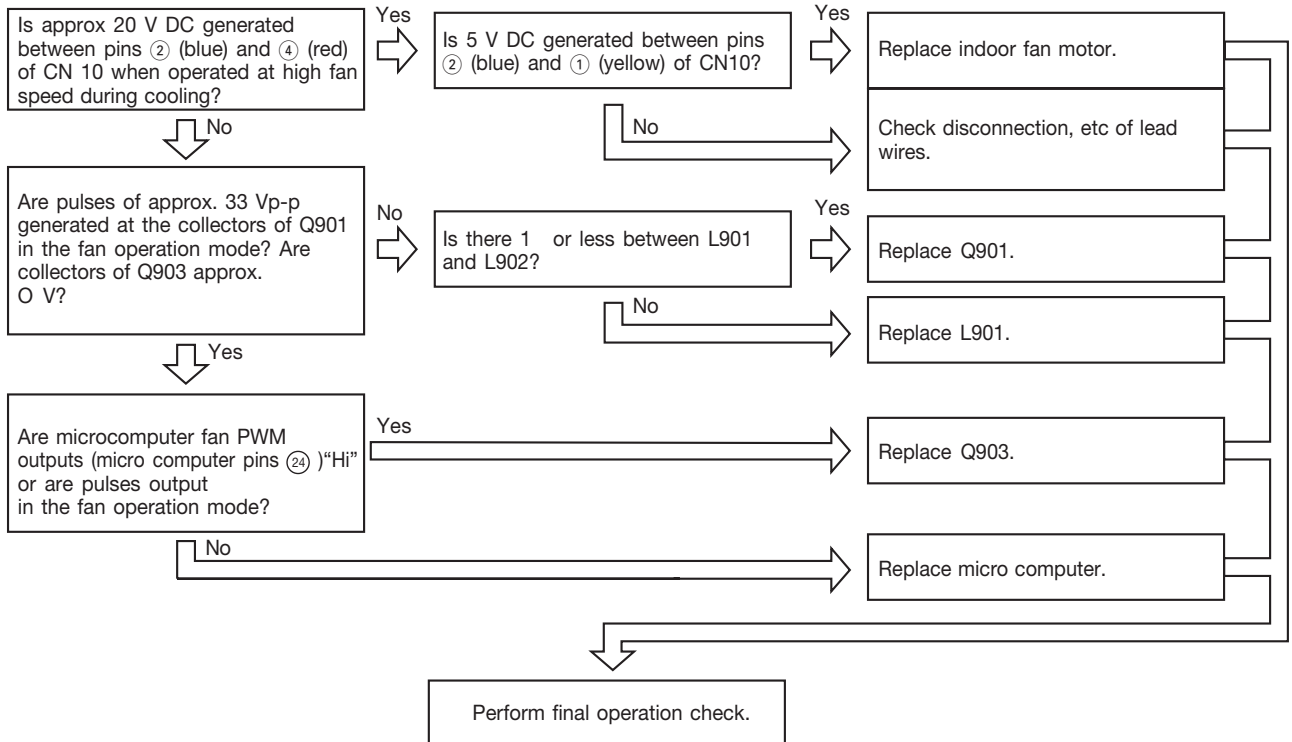 Is approx 20 V DC generated
between pins ② (blue) and ④ (red)
of CN 10 when operated at high fan
speed during cooling?
Yes
Is 5 V DC generated between pins
② (blue) and ① (yellow) of CN10?
Yes
Replace indoor fan motor.
No
No
Check disconnection, etc of lead
wires.
Are pulses of approx. 33 Vp-p
generated at the collectors of Q901
in the fan operation mode? Are
collectors of Q903 approx.
O V?
No
Is there 1 or less between L901
and L902?
Yes
Replace Q901.
No
Replace L901.
Yes
Are microcomputer fan PWM
outputs (micro computer pins ㉔ )“Hi”
or are pulses output
in the fan operation mode?
Yes
Replace Q903.
No
Replace micro computer.
Perform final operation check.